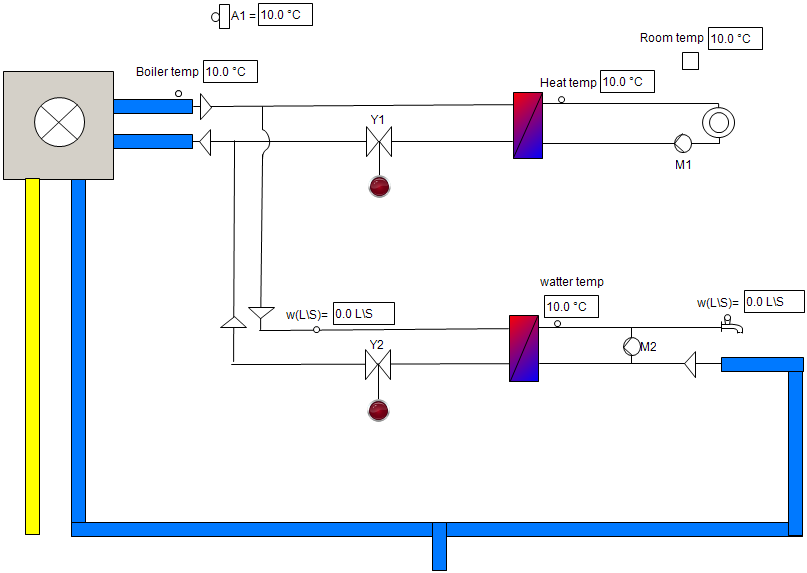 A1 = 10.0 °C
Room temp 10.0 °C
Boiler temp 10.0 °C
Heat temp 10.0 °C
Y1
M1
watter temp
10.0 °C
w(L\S)= 0.0 L\S
w(L\S)= 0.0 L\S
Y2
M2